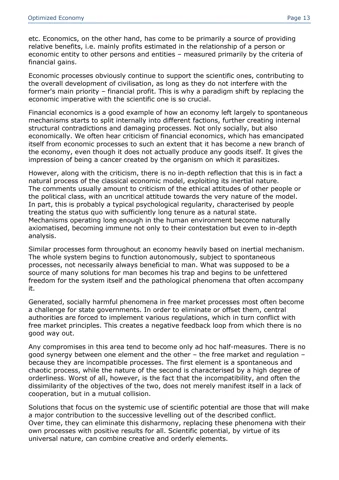 Optimized Economy Page 13
etc. Economics, on the other hand, has come to be primarily a source of providing
relative benefits, i.e. mainly profits estimated in the relationship of a person or
economic entity to other persons and entities – measured primarily by the criteria of
financial gains.
Economic processes obviously continue to support the scientific ones, contributing to
the overall development of civilisation, as long as they do not interfere with the
former's main priority – financial profit. This is why a paradigm shift by replacing the
economic imperative with the scientific one is so crucial.
Financial economics is a good example of how an economy left largely to spontaneous
mechanisms starts to split internally into different factions, further creating internal
structural contradictions and damaging processes. Not only socially, but also
economically. We often hear criticism of financial economics, which has emancipated
itself from economic processes to such an extent that it has become a new branch of
the economy, even though it does not actually produce any goods itself. It gives the
impression of being a cancer created by the organism on which it parasitizes.
However, along with the criticism, there is no in-depth reflection that this is in fact a
natural process of the classical economic model, exploiting its inertial nature.
The comments usually amount to criticism of the ethical attitudes of other people or
the political class, with an uncritical attitude towards the very nature of the model.
In part, this is probably a typical psychological regularity, characterised by people
treating the status quo with sufficiently long tenure as a natural state.
Mechanisms operating long enough in the human environment become naturally
axiomatised, becoming immune not only to their contestation but even to in-depth
analysis.
Similar processes form throughout an economy heavily based on inertial mechanism.
The whole system begins to function autonomously, subject to spontaneous
processes, not necessarily always beneficial to man. What was supposed to be a
source of many solutions for man becomes his trap and begins to be unfettered
freedom for the system itself and the pathological phenomena that often accompany
it.
Generated, socially harmful phenomena in free market processes most often become
a challenge for state governments. In order to eliminate or offset them, central
authorities are forced to implement various regulations, which in turn conflict with
free market principles. This creates a negative feedback loop from which there is no
good way out.
Any compromises in this area tend to become only ad hoc half-measures. There is no
good synergy between one element and the other – the free market and regulation –
because they are incompatible processes. The first element is a spontaneous and
chaotic process, while the nature of the second is characterised by a high degree of
orderliness. Worst of all, however, is the fact that the incompatibility, and often the
dissimilarity of the objectives of the two, does not merely manifest itself in a lack of
cooperation, but in a mutual collision.
Solutions that focus on the systemic use of scientific potential are those that will make
a major contribution to the successive levelling out of the described conflict.
Over time, they can eliminate this disharmony, replacing these phenomena with their
own processes with positive results for all. Scientific potential, by virtue of its
universal nature, can combine creative and orderly elements.